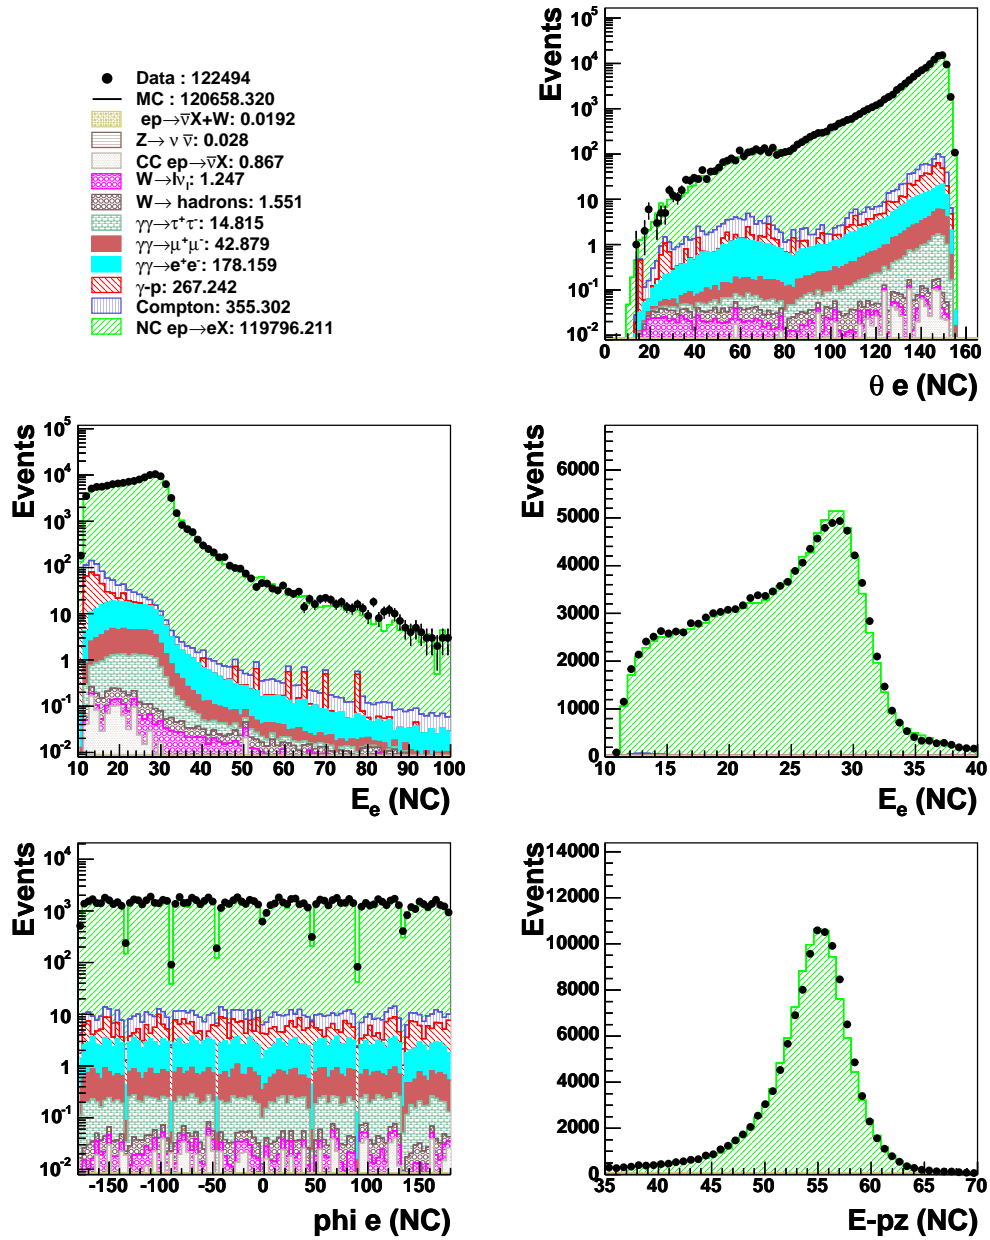 Data : 122494
MC : 120658.320
ep→ν̅X+W: 0.0192
Z→ ν ν̅: 0.028
CC ep→ν̅X: 0.867
W→lνl: 1.247
W→ hadrons: 1.551
γγ→τ⁺τ⁻: 14.815
γγ→μ⁺μ⁻: 42.879
γγ→e⁺e⁻: 178.159
γ-p: 267.242
Compton: 355.302
NC ep→eX: 119796.211
Events
10⁵
10⁴
10³
10²
10
1
10⁻¹
10⁻²
0 20 40 60 80 100 120 140 160
θ e (NC)
Events
10⁵
10⁴
10³
10²
10
1
10⁻¹
10⁻²
10 20 30 40 50 60 70 80 90 100
Eₑ (NC)
Events
6000
5000
4000
3000
2000
1000
0
10 15 20 25 30 35 40
Eₑ (NC)
Events
10⁴
10³
10²
10
1
10⁻¹
10⁻²
-150 -100 -50 0 50 100 150
phi e (NC)
Events
14000
12000
10000
8000
6000
4000
2000
0
35 40 45 50 55 60 65 70
E-pz (NC)